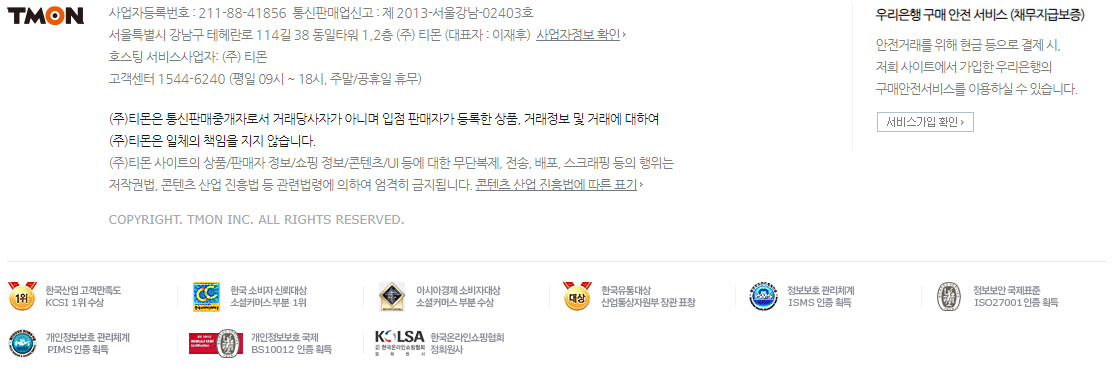 TMON
사업자등록번호 : 211-88-41856 통신판매업신고 : 제 2013-서울강남-02403호
서울특별시 강남구 테헤란로 114길 38 동일타워 1,2층 (주) 티몬 (대표자 : 이재후) 사업자정보 확인 ›
호스팅 서비스사업자: (주) 티몬
고객센터 1544-6240 (평일 09시 ~ 18시, 주말/공휴일 휴무)
(주)티몬은 통신판매중개자로서 거래당사자가 아니며 입점 판매자가 등록한 상품, 거래정보 및 거래에 대하여
(주)티몬은 일체의 책임을 지지 않습니다.
(주)티몬 사이트의 상품/판매자 정보/쇼핑 정보/콘텐츠/UI 등에 대한 무단복제, 전송, 배포, 스크래핑 등의 행위는
저작권법, 콘텐츠 산업 진흥법 등 관련법령에 의하여 엄격히 금지됩니다. 콘텐츠 산업 진흥법에 따른 표기 ›
COPYRIGHT. TMON INC. ALL RIGHTS RESERVED.
우리은행 구매 안전 서비스 (채무지급보증)
안전거래를 위해 현금 등으로 결제 시,
저희 사이트에서 가입한 우리은행의
구매안전서비스를 이용하실 수 있습니다.
서비스가입 확인 ›
1위
한국산업 고객만족도
KCSI 1위 수상
한국 소비자 신뢰대상
소셜커머스 부분 1위
아시아경제 소비자대상
소셜커머스 부분 수상
대상
한국유통대상
산업통상자원부 장관 표창
정보보호 관리체계
ISMS 인증 획득
정보보안 국제표준
ISO27001 인증 획득
개인정보보호 관리체계
PIMS 인증 획득
개인정보보호 국제
BS10012 인증 획득
KOLSA
한국온라인쇼핑협회
한국온라인쇼핑협회
정회원사